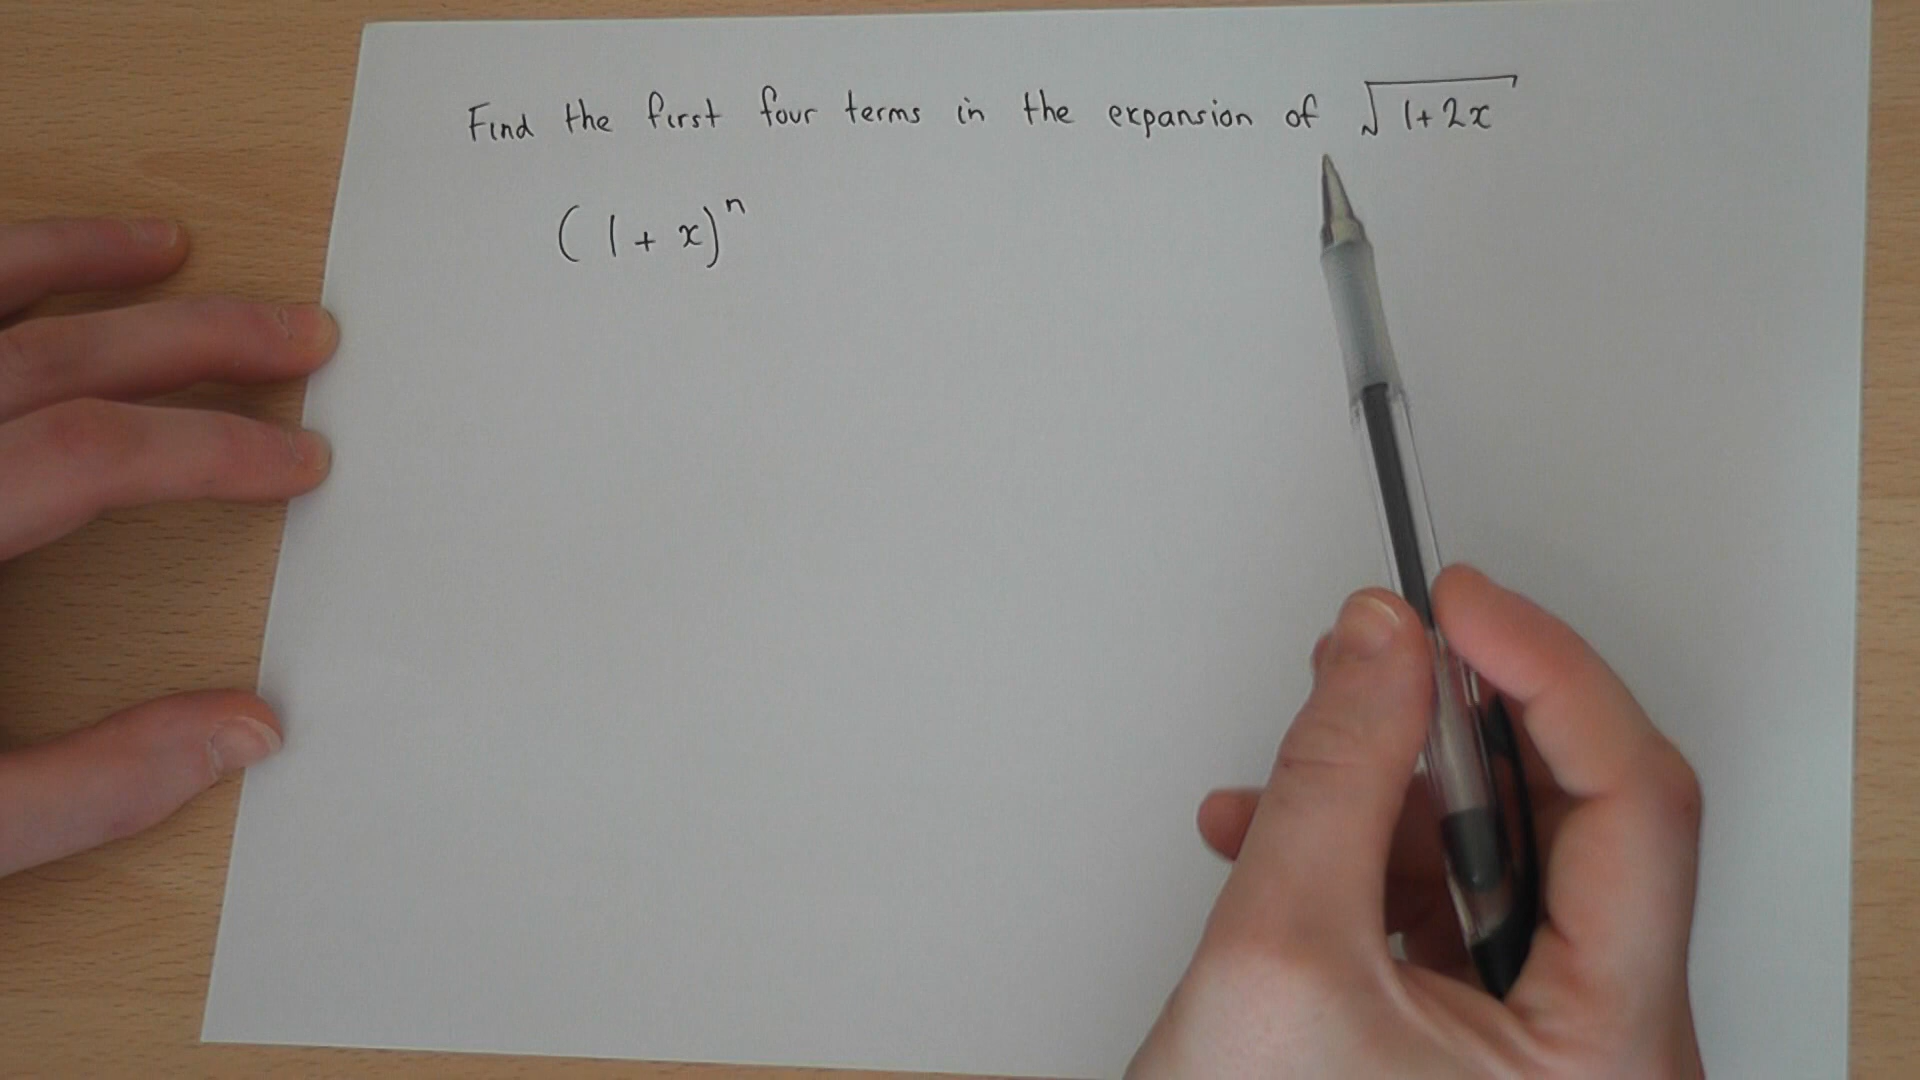 Find the first four terms in the expansion of √(1+2x)
(1 + x)ⁿ